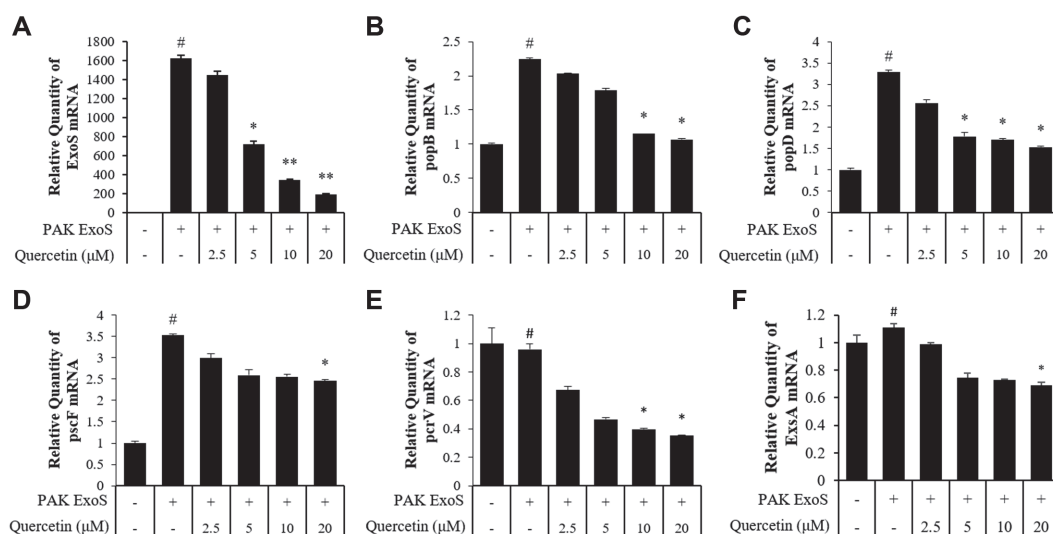 A
Relative Quantity of
ExoS mRNA
1800
1600
1400
1200
1000
800
600
400
200
0
#
*
**
**
PAK ExoS - + + + + +
Quercetin (μM) - - 2.5 5 10 20
B
Relative Quantity of
popB mRNA
2.5
2
1.5
1
0.5
0
#
*
*
PAK ExoS - + + + + +
Quercetin (μM) - - 2.5 5 10 20
C
Relative Quantity of
popD mRNA
4
3.5
3
2.5
2
1.5
1
0.5
0
#
*
*
*
PAK ExoS - + + + + +
Quercetin (μM) - - 2.5 5 10 20
D
Relative Quantity of
pscF mRNA
4
3.5
3
2.5
2
1.5
1
0.5
0
#
*
PAK ExoS - + + + + +
Quercetin (μM) - - 2.5 5 10 20
E
Relative Quantity of
pcrV mRNA
1.2
1
0.8
0.6
0.4
0.2
0
#
*
*
PAK ExoS - + + + + +
Quercetin (μM) - - 2.5 5 10 20
F
Relative Quantity of
ExsA mRNA
1.2
1
0.8
0.6
0.4
0.2
0
#
*
PAK ExoS - + + + + +
Quercetin (μM) - - 2.5 5 10 20